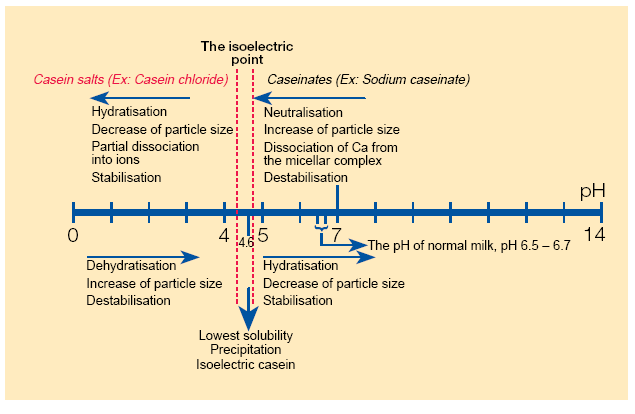 The isoelectric
point
Casein salts (Ex: Casein chloride)
Caseinates (Ex: Sodium caseinate)
Hydratisation
Decrease of particle size
Partial dissociation
into ions
Stabilisation
Neutralisation
Increase of particle size
Dissociation of Ca from
the micellar complex
Destabilisation
pH
0
4
4.6
5
7
14
The pH of normal milk, pH 6.5 – 6.7
Dehydratisation
Increase of particle size
Destabilisation
Hydratisation
Decrease of particle size
Stabilisation
Lowest solubility
Precipitation
Isoelectric casein